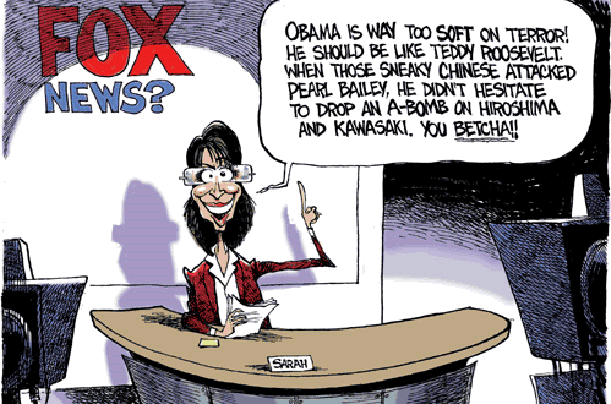 FOX
NEWS?
OBAMA IS WAY TOO SOFT ON TERROR!
HE SHOULD BE LIKE TEDDY ROOSEVELT.
WHEN THOSE SNEAKY CHINESE ATTACKED
PEARL BAILEY, HE DIDN'T HESITATE
TO DROP AN A-BOMB ON HIROSHIMA
AND KAWASAKI. YOU BETCHA!!
SARAH